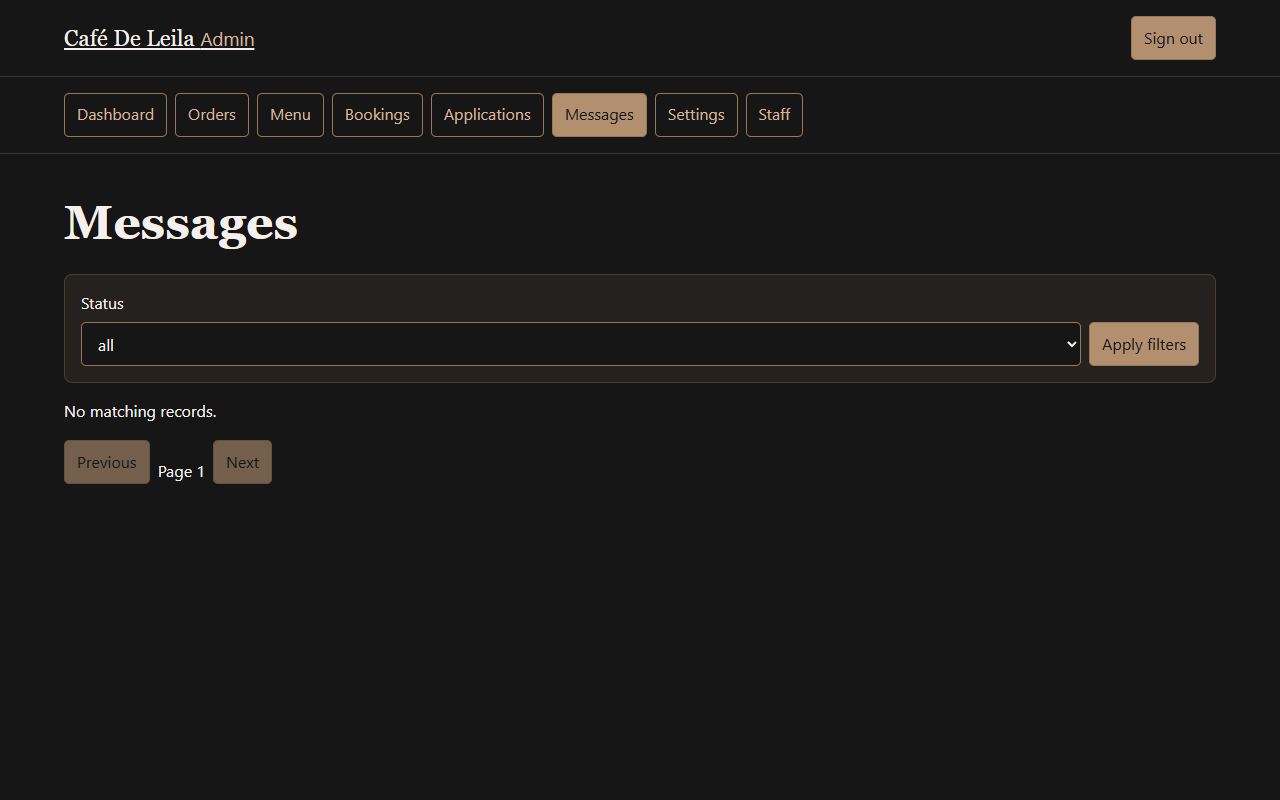 Café De Leila Admin
Sign out
Dashboard
Orders
Menu
Bookings
Applications
Messages
Settings
Staff
Messages
Status
all
Apply filters
No matching records.
Previous
Page 1
Next